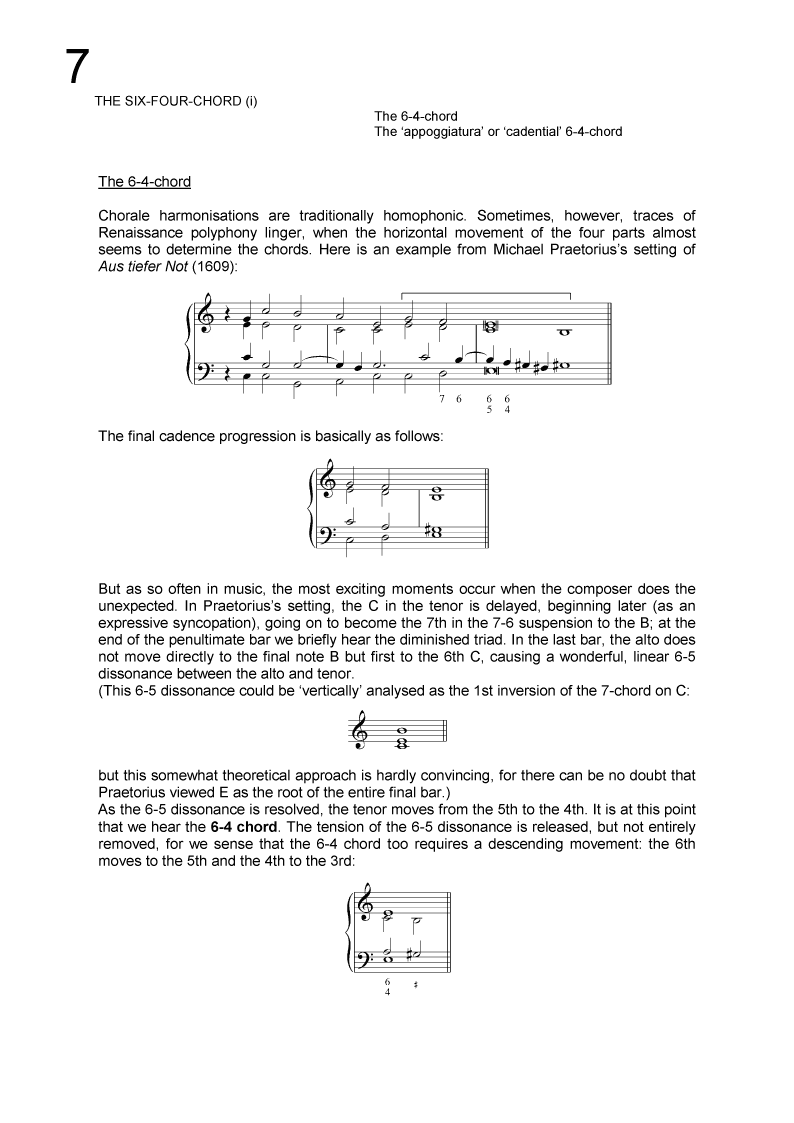 7
THE SIX-FOUR-CHORD (i)
The 6-4-chord
The ‘appoggiatura’ or ‘cadential’ 6-4-chord
The 6-4-chord
Chorale harmonisations are traditionally homophonic. Sometimes, however, traces of
Renaissance polyphony linger, when the horizontal movement of the four parts almost
seems to determine the chords. Here is an example from Michael Praetorius’s setting of
Aus tiefer Not (1609):
7 6 6 6
5 4
The final cadence progression is basically as follows:
But as so often in music, the most exciting moments occur when the composer does the
unexpected. In Praetorius’s setting, the C in the tenor is delayed, beginning later (as an
expressive syncopation), going on to become the 7th in the 7-6 suspension to the B; at the
end of the penultimate bar we briefly hear the diminished triad. In the last bar, the alto does
not move directly to the final note B but first to the 6th C, causing a wonderful, linear 6-5
dissonance between the alto and tenor.
(This 6-5 dissonance could be ‘vertically’ analysed as the 1st inversion of the 7-chord on C:
but this somewhat theoretical approach is hardly convincing, for there can be no doubt that
Praetorius viewed E as the root of the entire final bar.)
As the 6-5 dissonance is resolved, the tenor moves from the 5th to the 4th. It is at this point
that we hear the 6-4 chord. The tension of the 6-5 dissonance is released, but not entirely
removed, for we sense that the 6-4 chord too requires a descending movement: the 6th
moves to the 5th and the 4th to the 3rd:
6 ♯
4